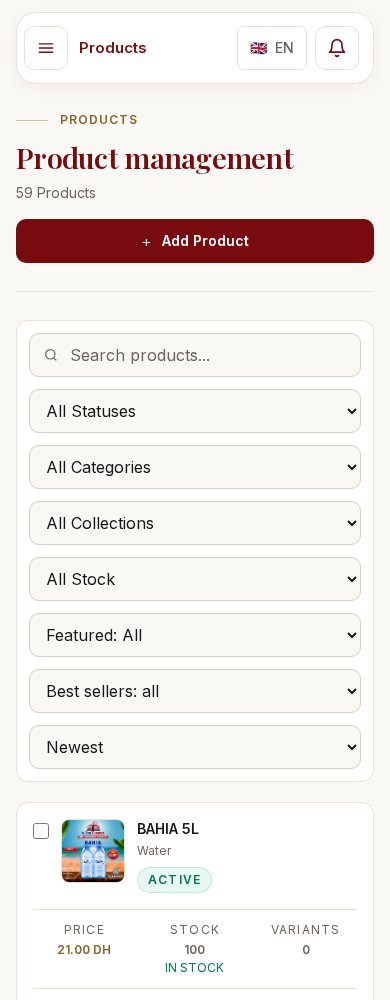 Products
EN
PRODUCTS
Product management
59 Products
+ Add Product
Search products...
All Statuses
All Categories
All Collections
All Stock
Featured: All
Best sellers: all
Newest
BAHIA 5L
Water
ACTIVE
PRICE STOCK VARIANTS
21.00 DH 100 0
IN STOCK
BAHIA